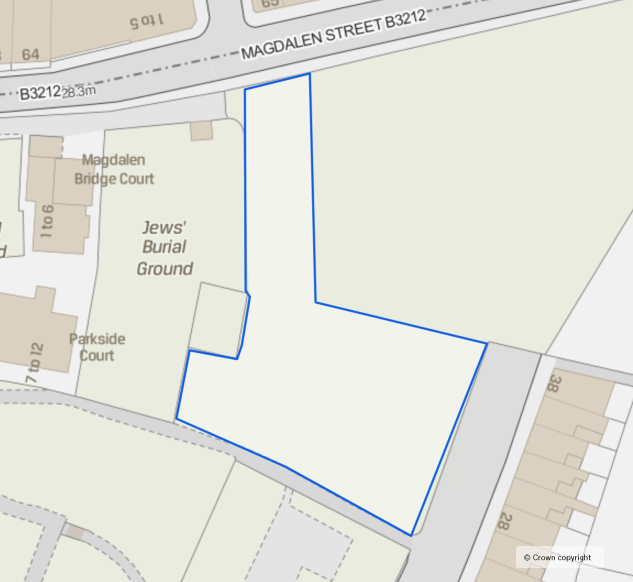 1 to 5
65
64
MAGDALEN STREET B3212
B3212
28.3m
Magdalen
Bridge Court
1 to 6
Jews'
Burial
Ground
d
Parkside
Court
7 to 12
38
28
© Crown copyright